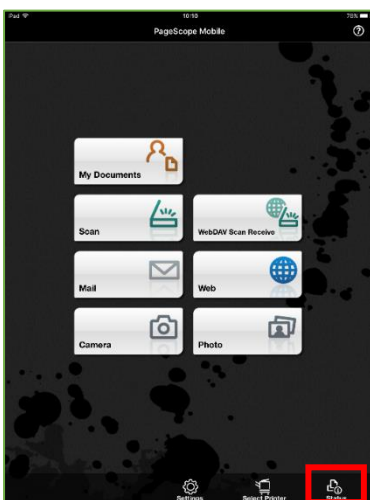 iPad 10:10 70%
PageScope Mobile
My Documents
Scan WebDAV Scan Receive
Mail Web
Camera Photo
Settings Select Printer Status